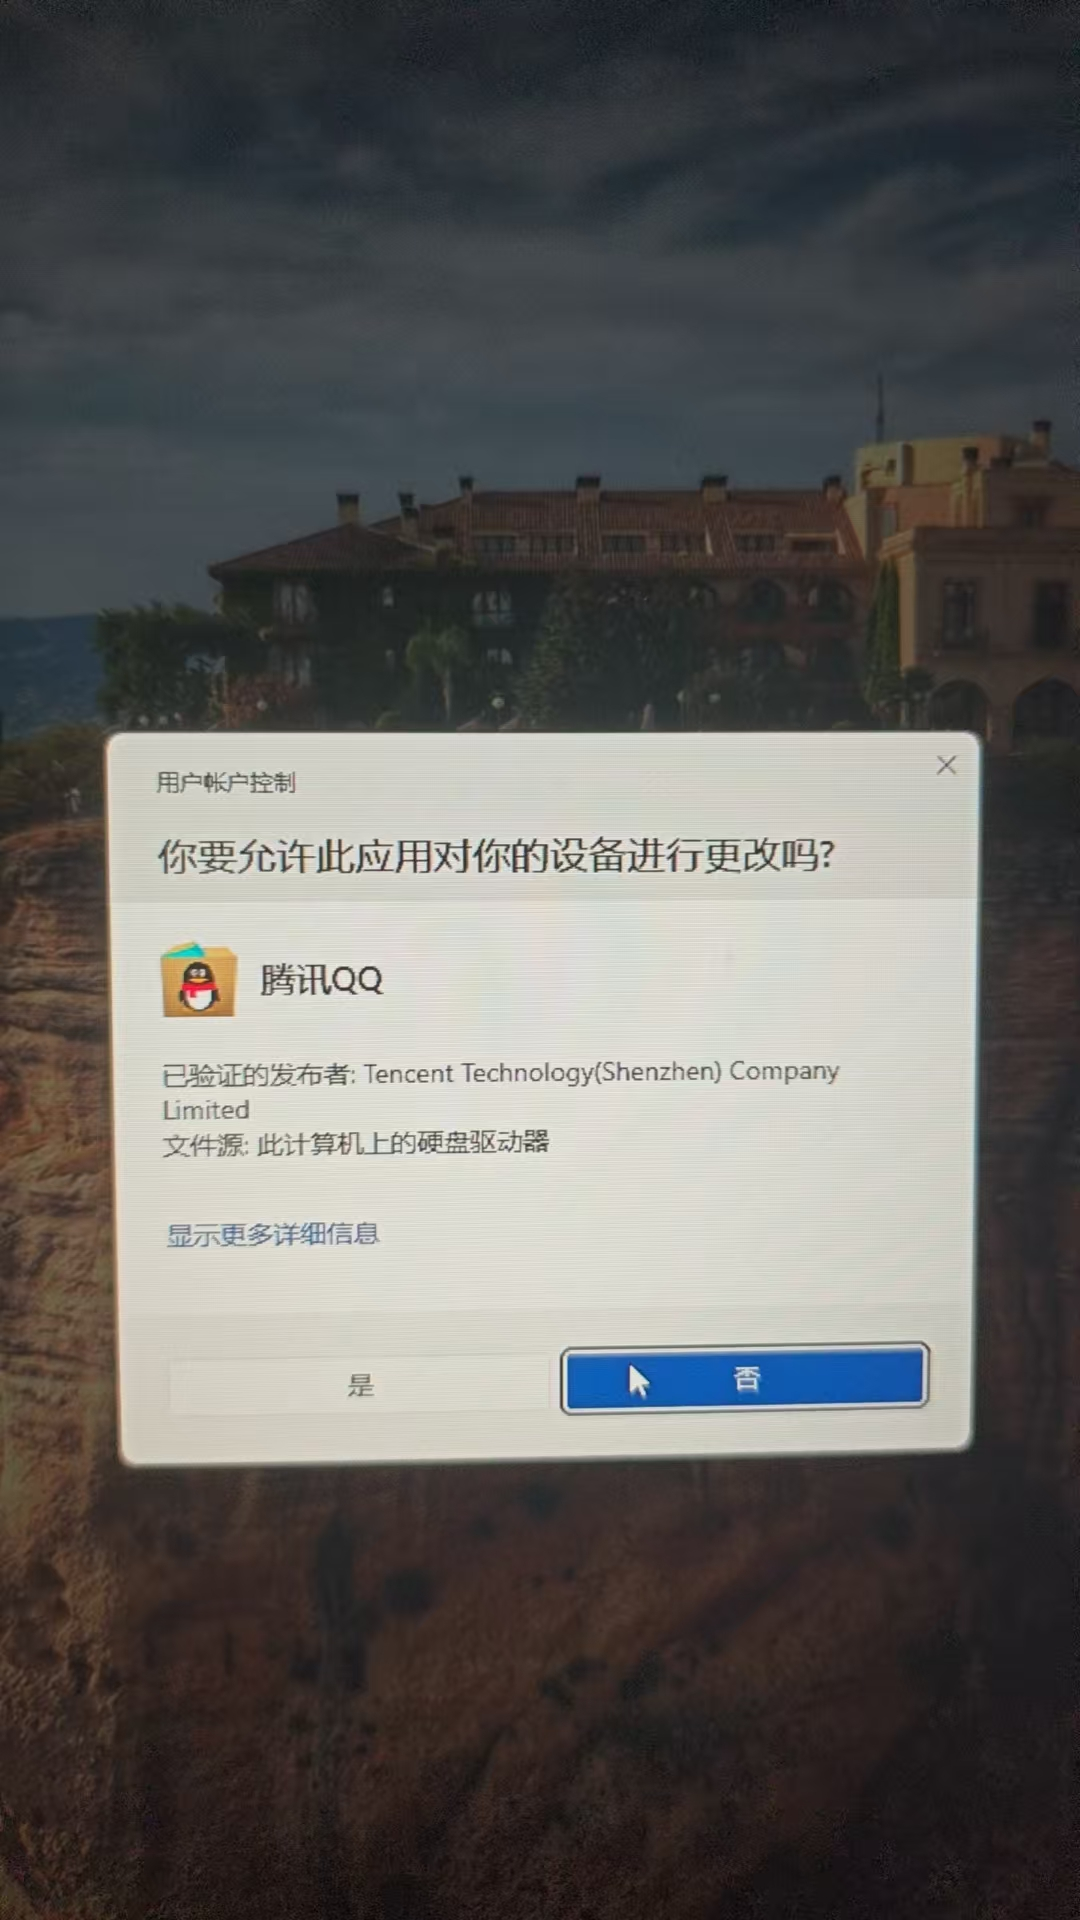 用户帐户控制
你要允许此应用对你的设备进行更改吗?
腾讯QQ
已验证的发布者: Tencent Technology(Shenzhen) Company
Limited
文件源: 此计算机上的硬盘驱动器
显示更多详细信息
是
否